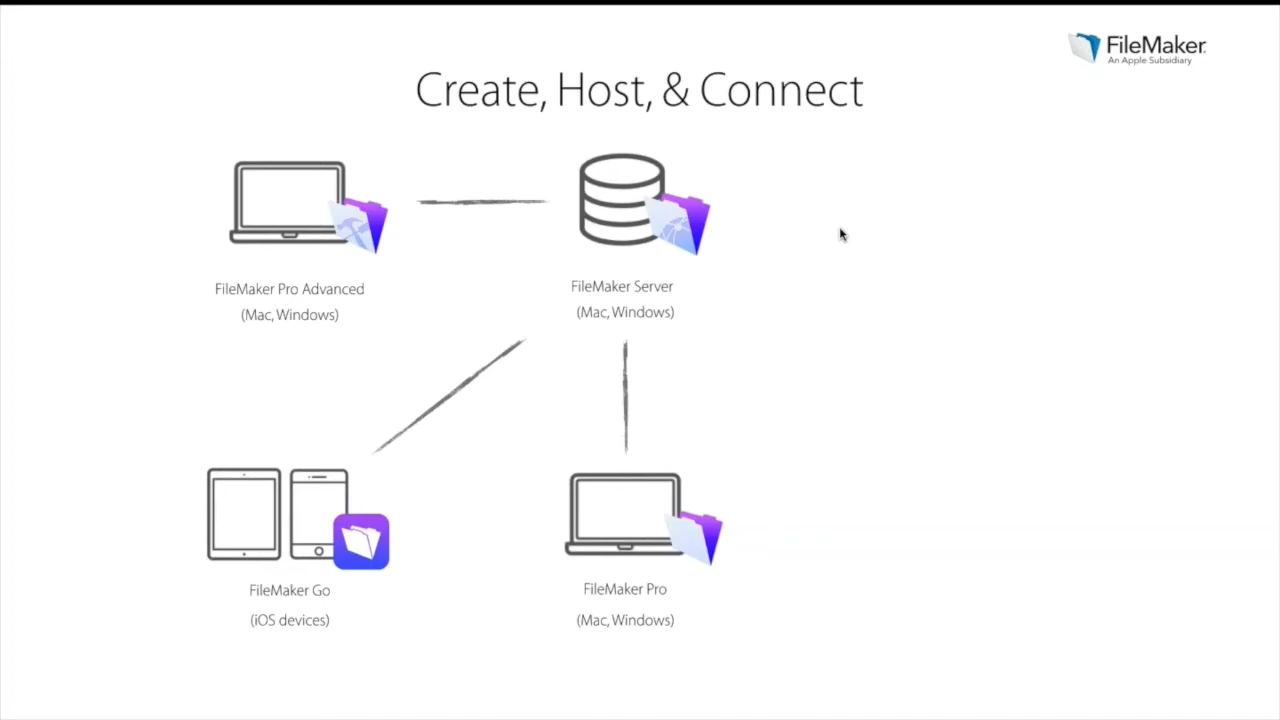 FileMaker
An Apple Subsidiary
Create, Host, & Connect
FileMaker Pro Advanced
(Mac, Windows)
FileMaker Server
(Mac, Windows)
FileMaker Go
(iOS devices)
FileMaker Pro
(Mac, Windows)